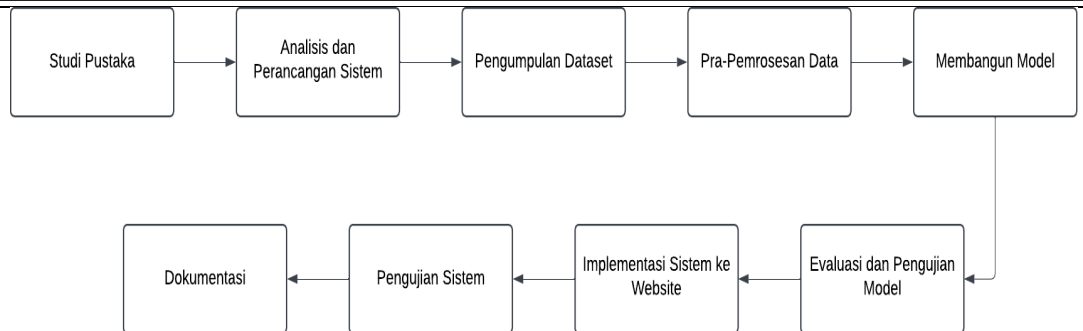 Studi Pustaka
Analisis dan
Perancangan Sistem
Pengumpulan Dataset
Pra-Pemrosesan Data
Membangun Model
Evaluasi dan Pengujian
Model
Implementasi Sistem ke
Website
Pengujian Sistem
Dokumentasi